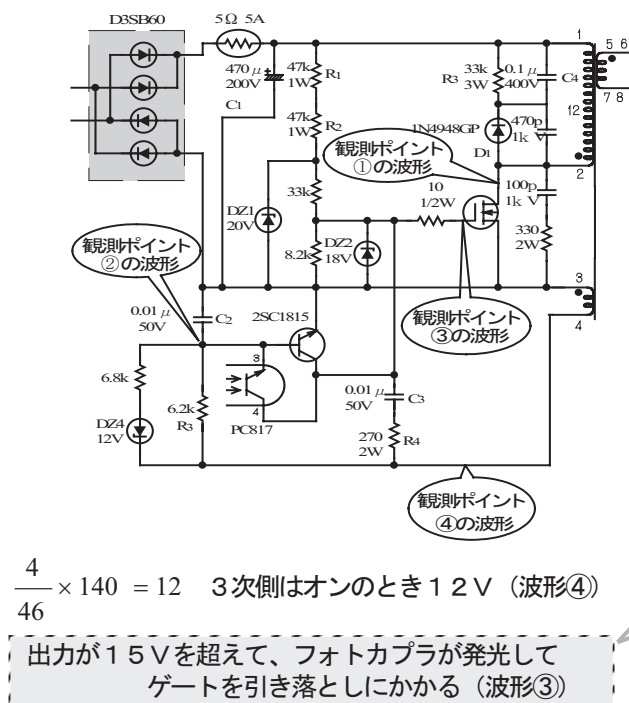 D3SB60
5Ω 5A
470μ
200V
C1
47k
1W
R1
47k
1W
R2
33k
3W
R3
0.1μ
400V
C4
1
5 6
7 8
12
1N4948GP
D1
470p
1k V
2
観測ポイント
①の波形
DZ1
20V
33k
10
1/2W
100p
1k V
観測ポイント
②の波形
8.2k
DZ2
18V
330
2W
3
4
観測ポイント
③の波形
0.01μ
50V
C2
2SC1815
6.8k
3
4
PC817
0.01μ
50V
C3
6.2k
R3
DZ4
12V
270
2W
R4
観測ポイント
④の波形
4/46 × 140 = 12 3次側はオンのとき12V(波形④)
出力が15Vを超えて、フォトカプラが発光して
ゲートを引き落としにかかる(波形③)